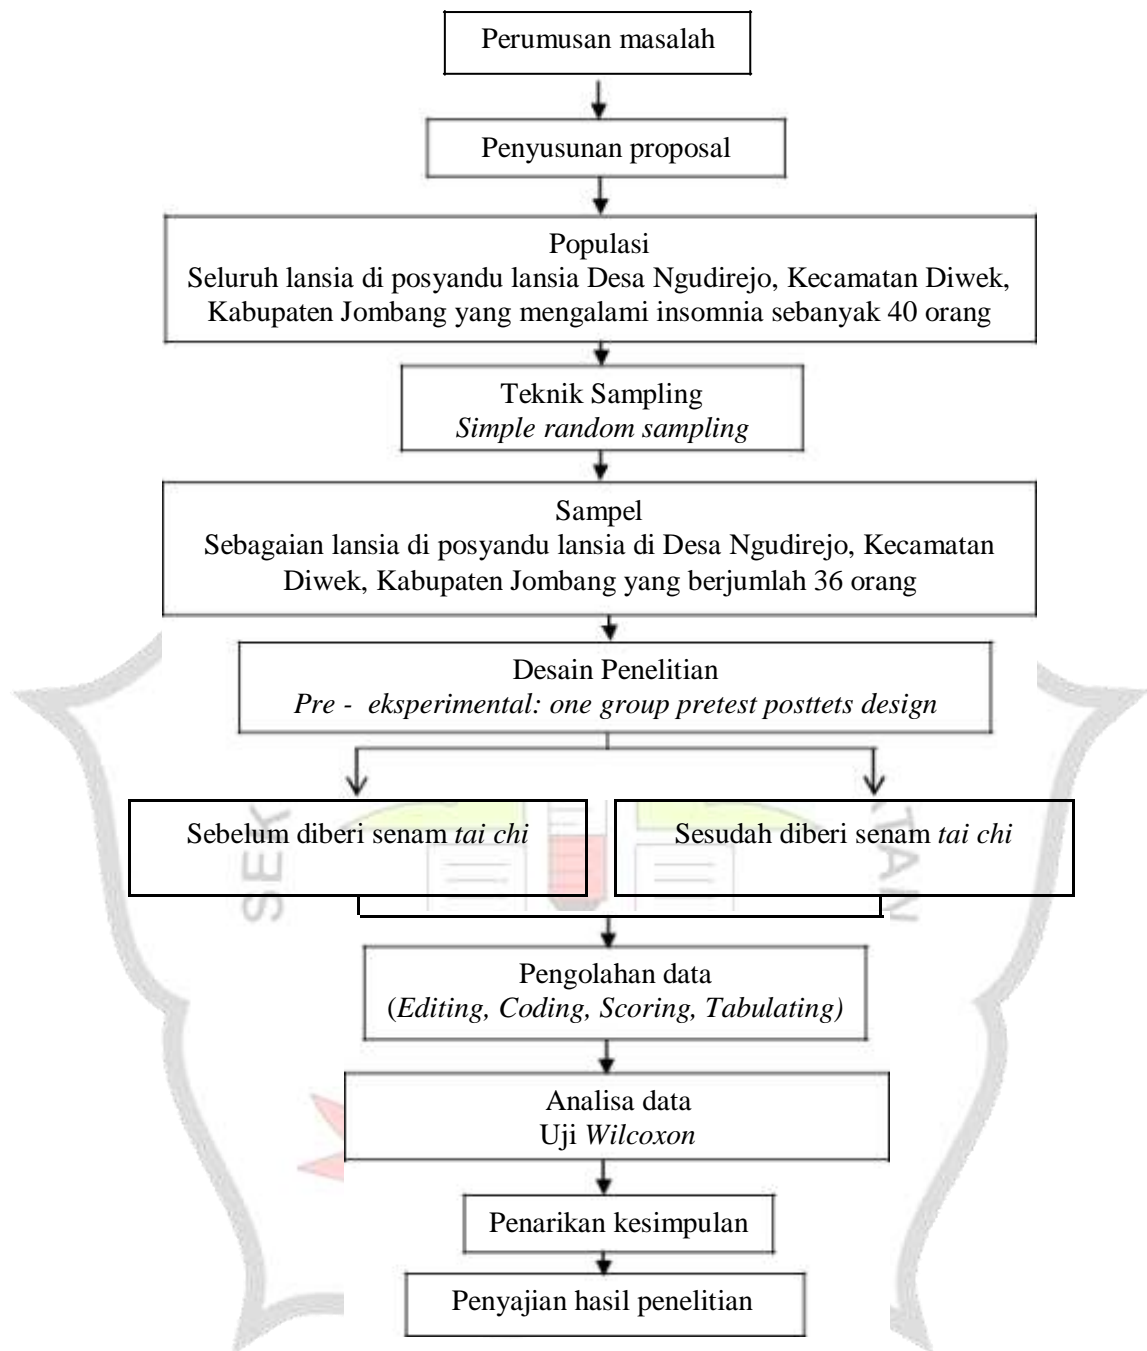 Perumusan masalah
Penyusunan proposal
Populasi
Seluruh lansia di posyandu lansia Desa Ngudirejo, Kecamatan Diwek,
Kabupaten Jombang yang mengalami insomnia sebanyak 40 orang
Teknik Sampling
Simple random sampling
Sampel
Sebagaian lansia di posyandu lansia di Desa Ngudirejo, Kecamatan
Diwek, Kabupaten Jombang yang berjumlah 36 orang
Desain Penelitian
Pre - eksperimental: one group pretest posttets design
Sebelum diberi senam tai chi
Sesudah diberi senam tai chi
SEK
TAN
Pengolahan data
(Editing, Coding, Scoring, Tabulating)
Analisa data
Uji Wilcoxon
Penarikan kesimpulan
Penyajian hasil penelitian